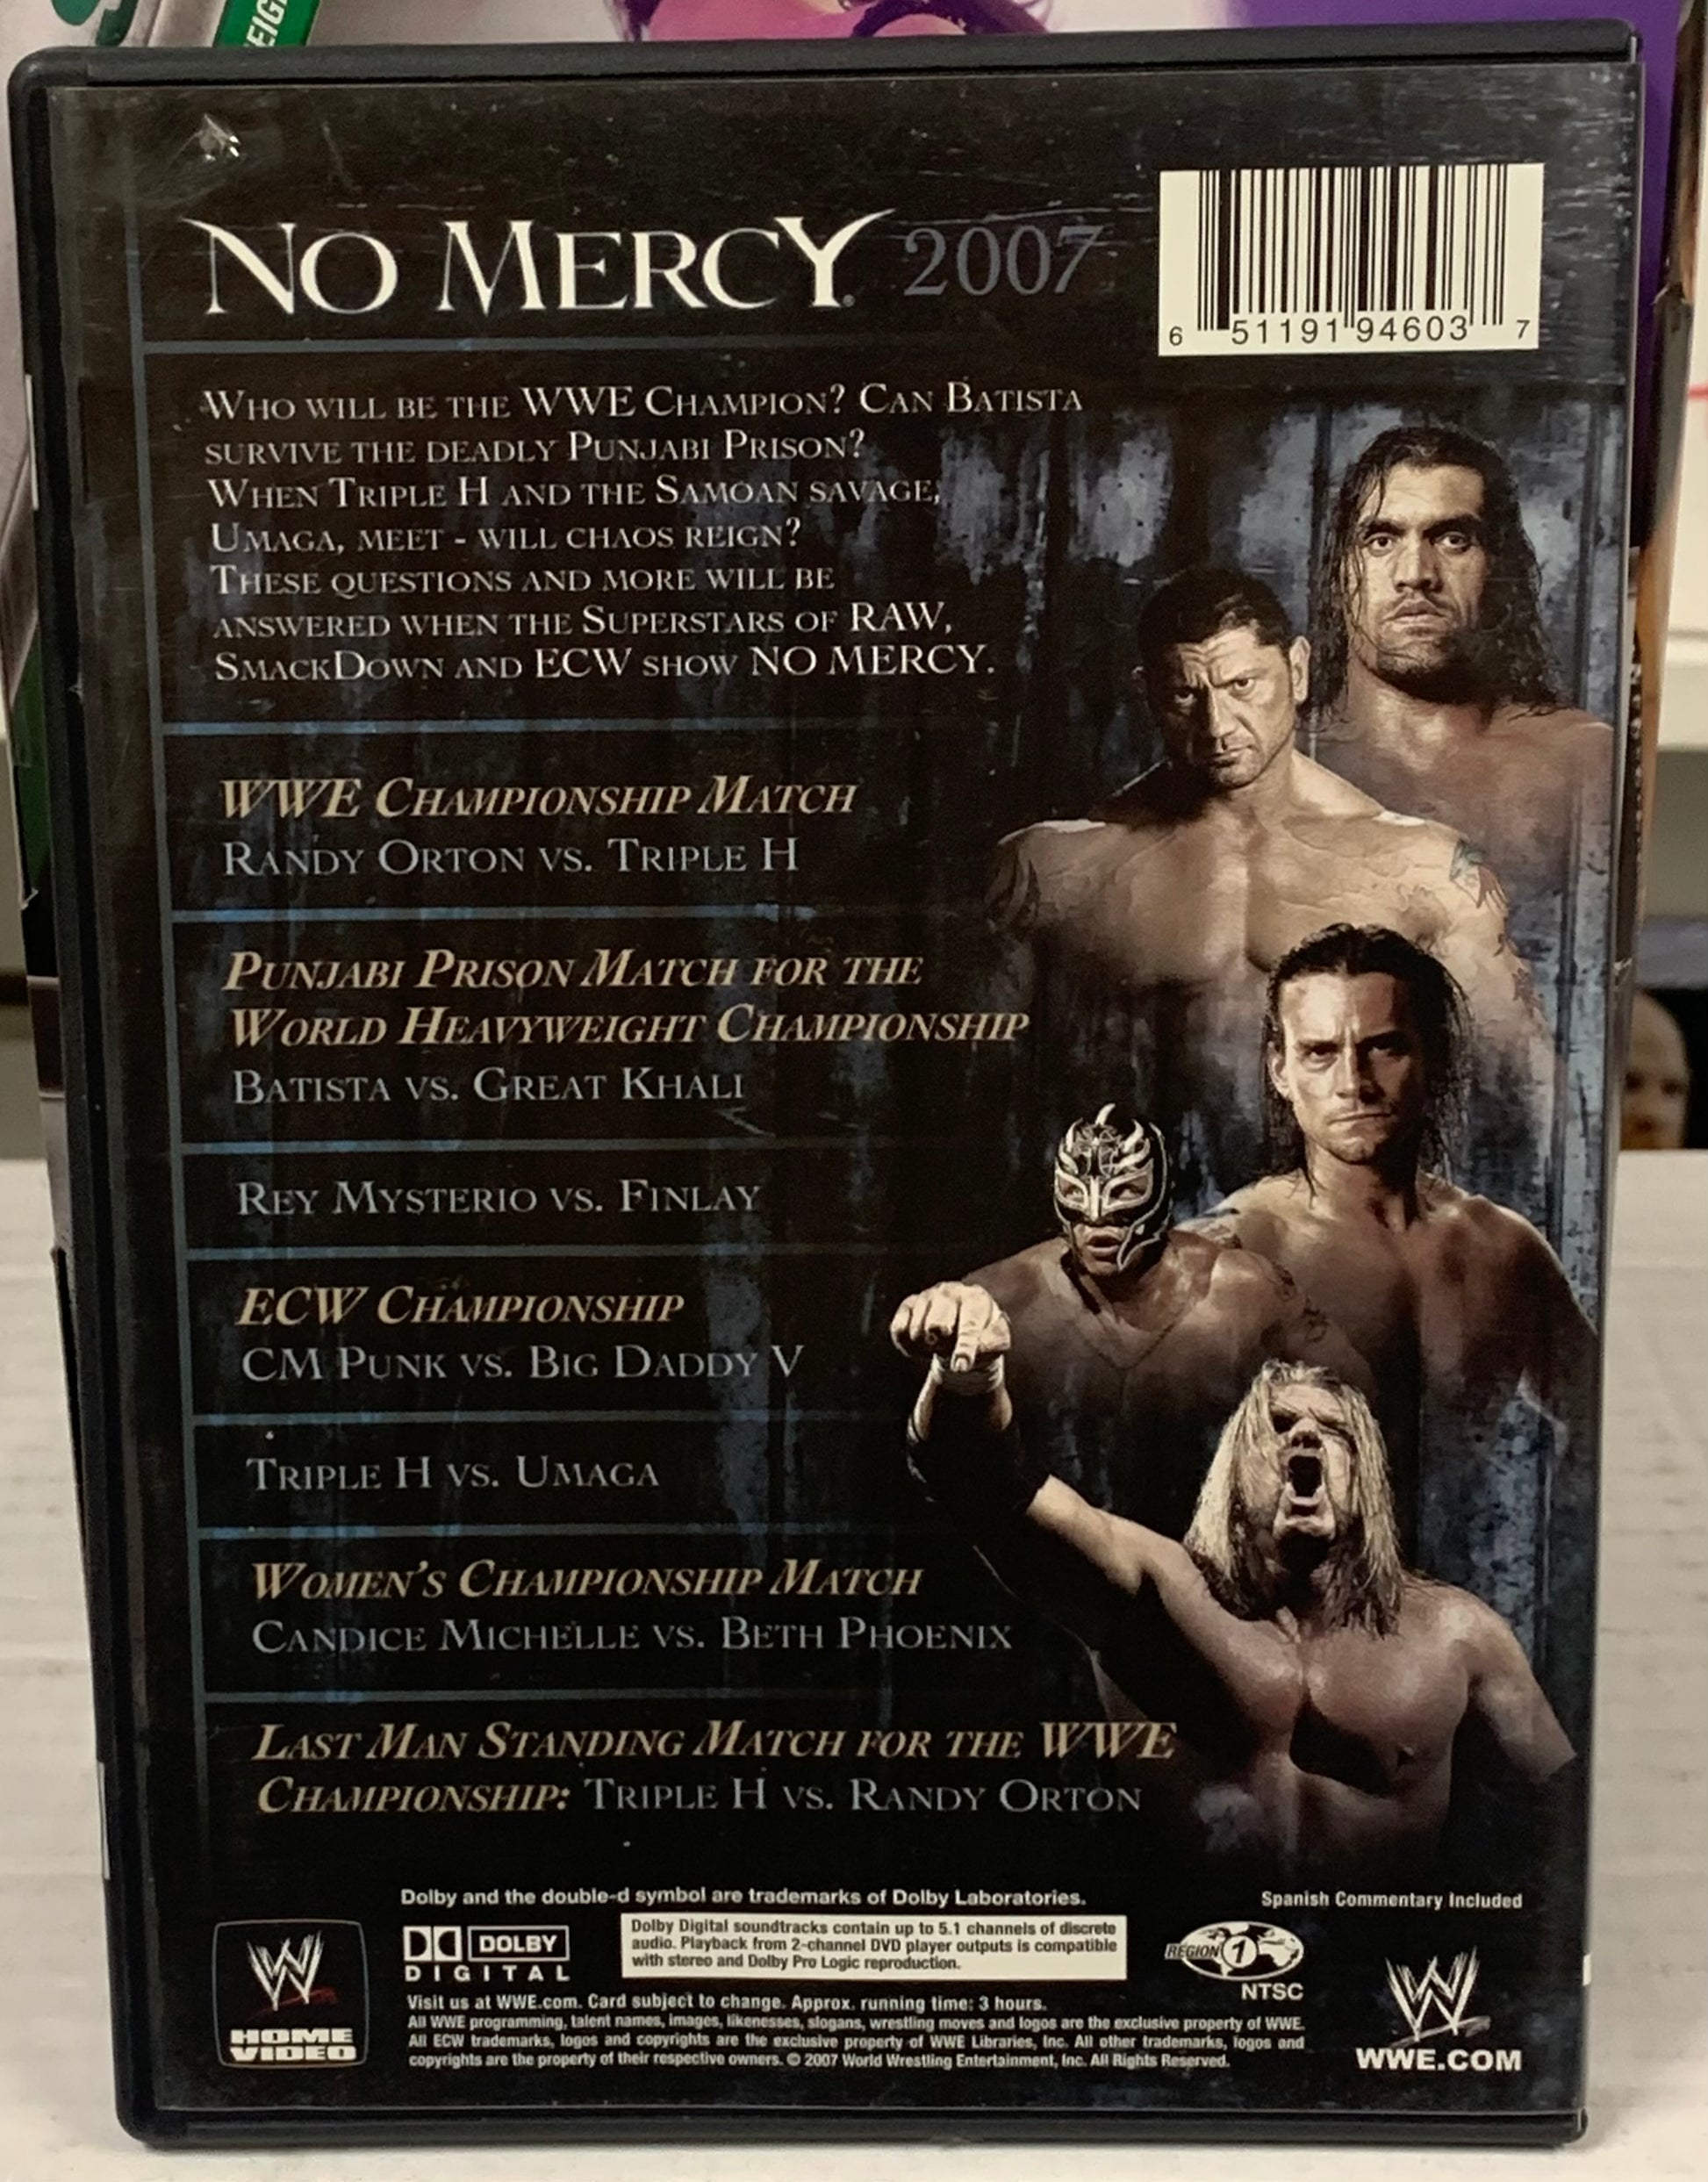 EIG
NO MERCY 2007
6 51191 94603 7
WHO WILL BE THE WWE CHAMPION? CAN BATISTA
SURVIVE THE DEADLY PUNJABI PRISON?
WHEN TRIPLE H AND THE SAMOAN SAVAGE,
UMAGA, MEET - WILL CHAOS REIGN?
THESE QUESTIONS AND MORE WILL BE
ANSWERED WHEN THE SUPERSTARS OF RAW,
SMACKDOWN AND ECW SHOW NO MERCY.
WWE CHAMPIONSHIP MATCH
RANDY ORTON VS. TRIPLE H
PUNJABI PRISON MATCH FOR THE
WORLD HEAVYWEIGHT CHAMPIONSHIP
BATISTA VS. GREAT KHALI
REY MYSTERIO VS. FINLAY
ECW CHAMPIONSHIP
CM PUNK VS. BIG DADDY V
TRIPLE H VS. UMAGA
WOMEN'S CHAMPIONSHIP MATCH
CANDICE MICHELLE VS. BETH PHOENIX
LAST MAN STANDING MATCH FOR THE WWE
CHAMPIONSHIP: TRIPLE H VS. RANDY ORTON
Dolby and the double-d symbol are trademarks of Dolby Laboratories.
Spanish Commentary Included
DOLBY
DIGITAL
Dolby Digital soundtracks contain up to 5.1 channels of discrete
audio. Playback from 2-channel DVD player outputs is compatible
with stereo and Dolby Pro Logic reproduction.
REGION 1
NTSC
W
HOME
VIDEO
Visit us at WWE.com. Card subject to change. Approx. running time: 3 hours.
All WWE programming, talent names, images, likenesses, slogans, wrestling moves and logos are the exclusive property of WWE.
All ECW trademarks, logos and copyrights are the exclusive property of WWE Libraries, Inc. All other trademarks, logos and
copyrights are the property of their respective owners. © 2007 World Wrestling Entertainment, Inc. All Rights Reserved.
W
WWE.COM